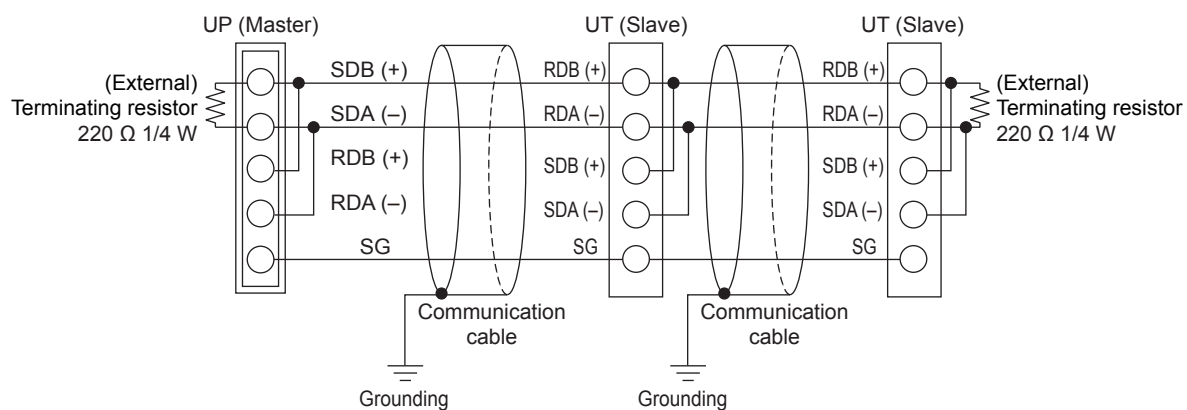 UP (Master)
UT (Slave)
UT (Slave)
(External)
Terminating resistor
220 Ω 1/4 W
SDB (+)
SDA (–)
RDB (+)
RDA (–)
SG
RDB (+)
RDA (–)
SDB (+)
SDA (–)
SG
RDB (+)
RDA (–)
SDB (+)
SDA (–)
SG
(External)
Terminating resistor
220 Ω 1/4 W
Communication
cable
Communication
cable
Grounding
Grounding